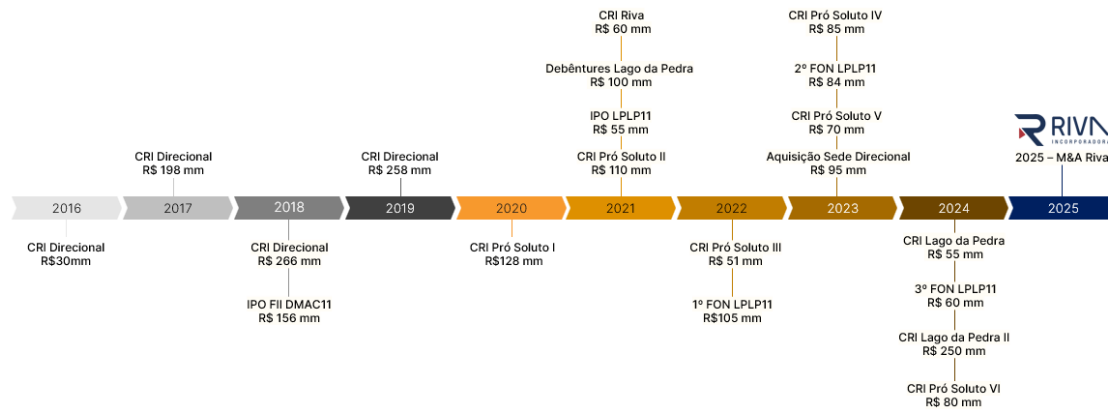 CRI Riva
R$ 60 mm
Debêntures Lago da Pedra
R$ 100 mm
IPO LPLP11
R$ 55 mm
CRI Pró Soluto II
R$ 110 mm
CRI Pró Soluto IV
R$ 85 mm
2º FON LPLP11
R$ 84 mm
CRI Pró Soluto V
R$ 70 mm
Aquisição Sede Direcional
R$ 95 mm
CRI Direcional
R$ 198 mm
CRI Direcional
R$ 258 mm
RIVA
INCORPORADORA
2025 – M&A Riva
2016
2017
2018
2019
2020
2021
2022
2023
2024
2025
CRI Direcional
R$30mm
CRI Direcional
R$ 266 mm
IPO FII DMAC11
R$ 156 mm
CRI Pró Soluto I
R$128 mm
CRI Pró Soluto III
R$ 51 mm
1º FON LPLP11
R$105 mm
CRI Lago da Pedra
R$ 55 mm
3º FON LPLP11
R$ 60 mm
CRI Lago da Pedra II
R$ 250 mm
CRI Pró Soluto VI
R$ 80 mm